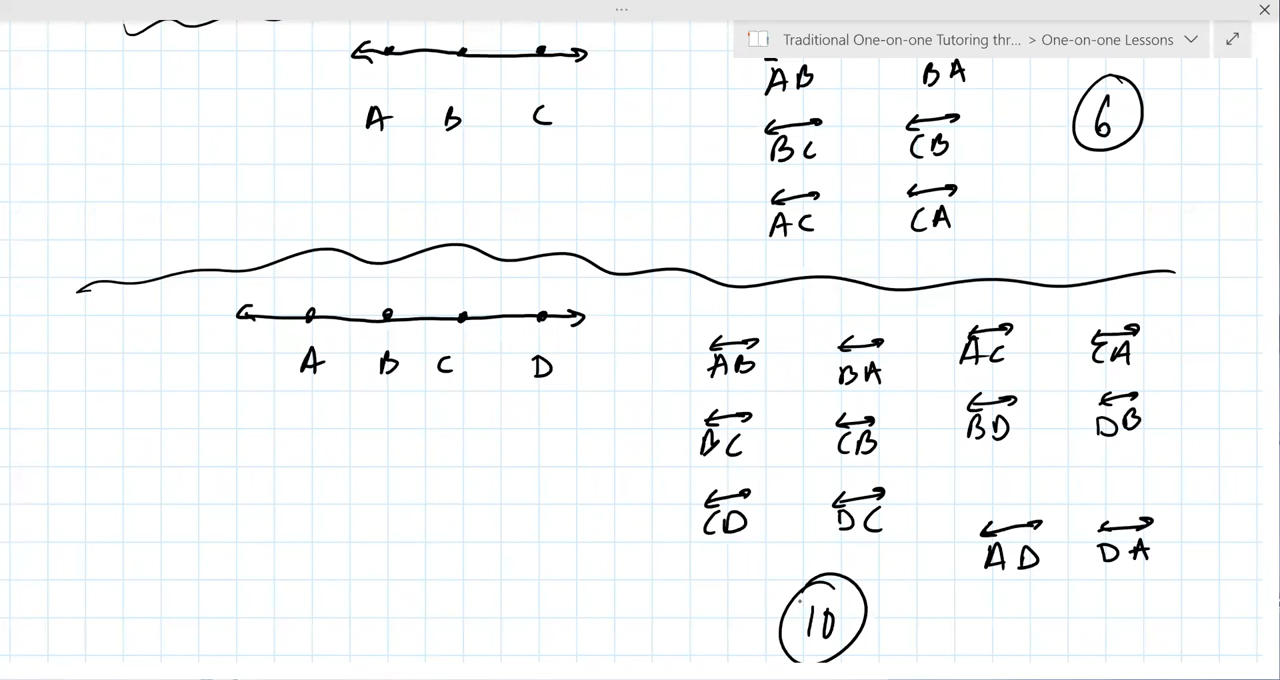 Traditional One-on-one Tutoring thr... > One-on-one Lessons
AB BA
A B C
6
BC CB
AC CA
A B C D
AB BA AC CA
BC CB BD DB
CD DC
AD DA
10